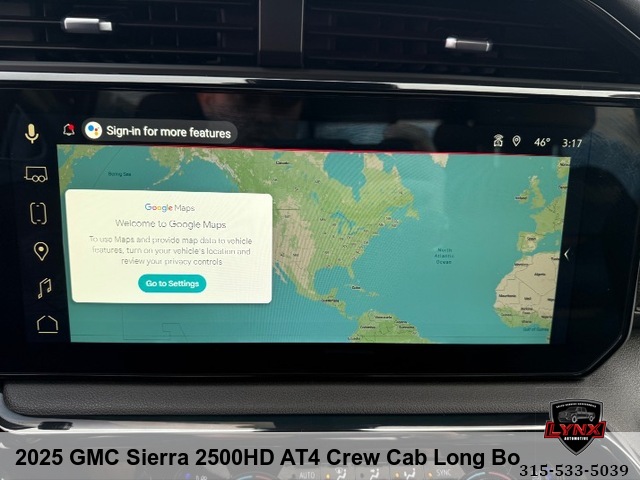 Sign-in for more features
46° 3:17
Google Maps
Welcome to Google Maps
To use Maps and provide map data to vehicle
features, turn on your vehicle's location and
review your privacy controls
Go to Settings
North
Atlantic
Ocean
LYNX
AUTOMOTIVE
2025 GMC Sierra 2500HD AT4 Crew Cab Long Bo
315-533-5039
AUTO
SYNC